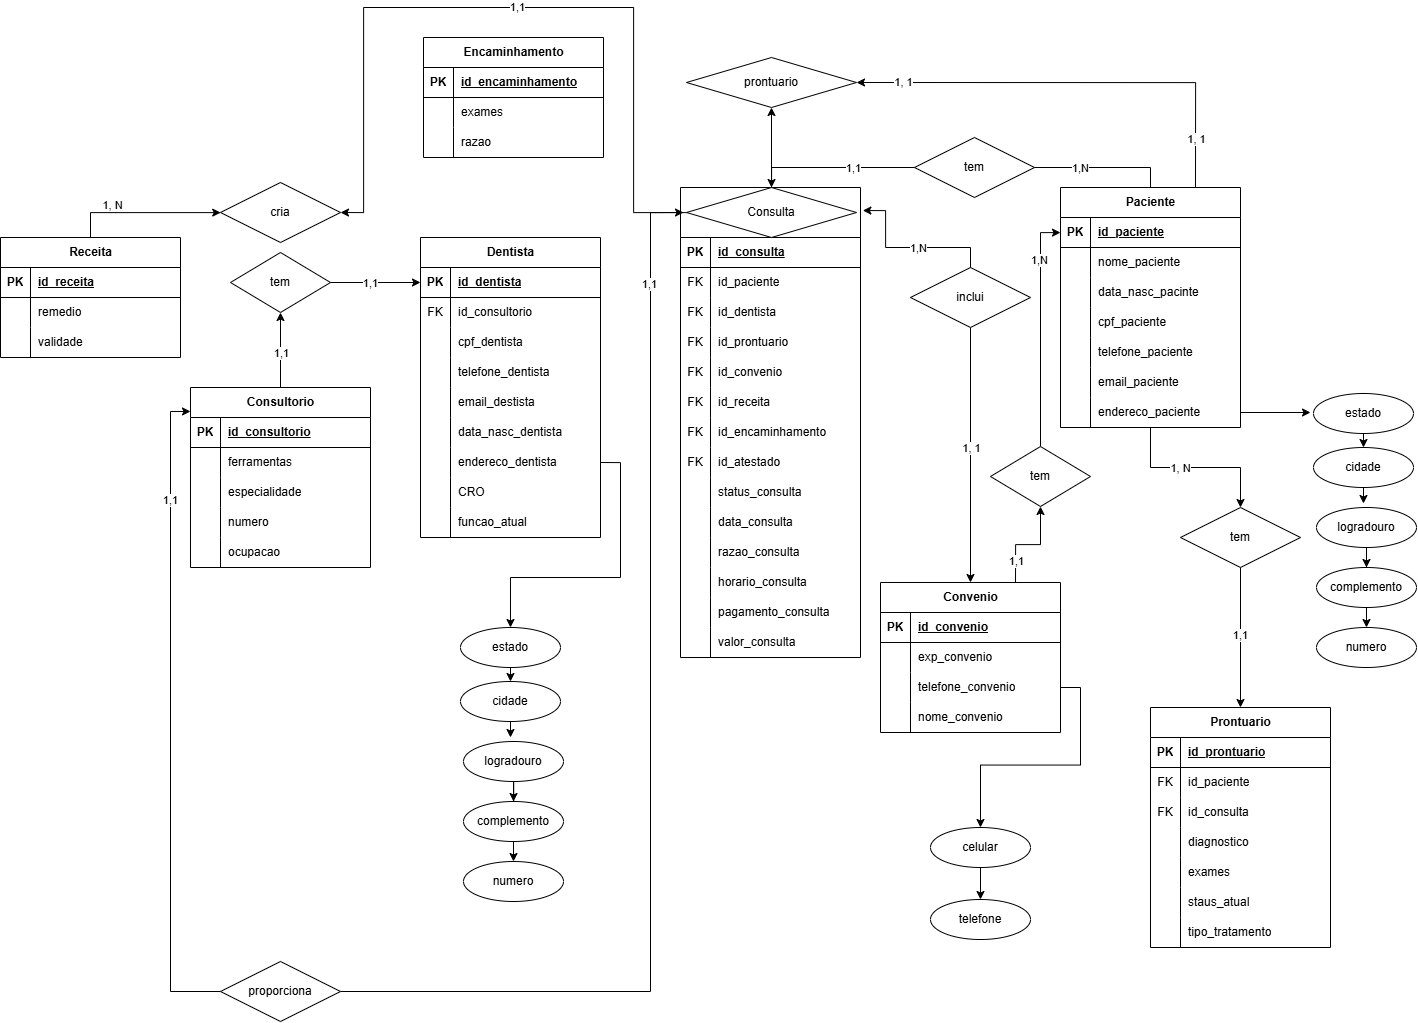 1,1
Encaminhamento
PK id_encaminhamento
exames
razao
prontuario
1, 1
1, 1
tem
1,1
1,N
cria
1, N
Consulta
PK id_consulta
FK id_paciente
FK id_dentista
FK id_prontuario
FK id_convenio
FK id_receita
FK id_encaminhamento
FK id_atestado
status_consulta
data_consulta
razao_consulta
horario_consulta
pagamento_consulta
valor_consulta
Paciente
PK id_paciente
nome_paciente
data_nasc_pacinte
cpf_paciente
telefone_paciente
email_paciente
endereco_paciente
Receita
PK id_receita
remedio
validade
tem
1,1
1,1
Dentista
PK id_dentista
FK id_consultorio
cpf_dentista
telefone_dentista
email_destista
data_nasc_dentista
endereco_dentista
CRO
funcao_atual
1,1
1,N
inclui
1, 1
1,N
tem
1,1
Consultorio
PK id_consultorio
ferramentas
especialidade
numero
ocupacao
1,1
estado
cidade
logradouro
complemento
numero
1, N
tem
1,1
Convenio
PK id_convenio
exp_convenio
telefone_convenio
nome_convenio
estado
cidade
logradouro
complemento
numero
celular
telefone
Prontuario
PK id_prontuario
FK id_paciente
FK id_consulta
diagnostico
exames
staus_atual
tipo_tratamento
proporciona